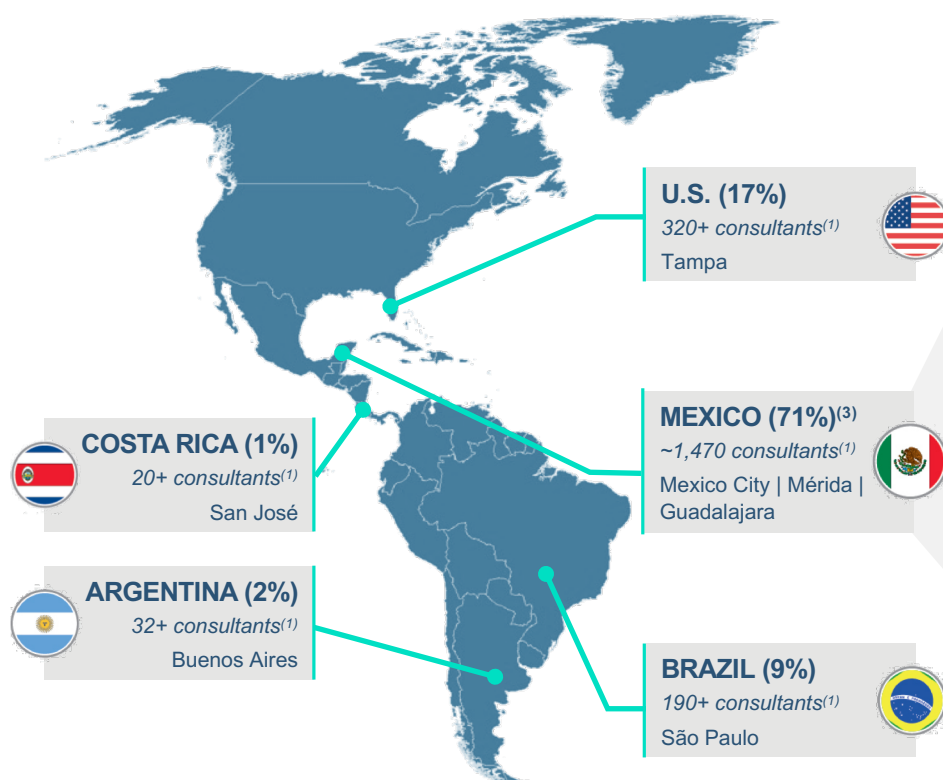 U.S. (17%)
320+ consultants(1)
Tampa
MEXICO (71%)(3)
~1,470 consultants(1)
Mexico City | Mérida |
Guadalajara
COSTA RICA (1%)
20+ consultants(1)
San José
ARGENTINA (2%)
32+ consultants(1)
Buenos Aires
BRAZIL (9%)
190+ consultants(1)
São Paulo